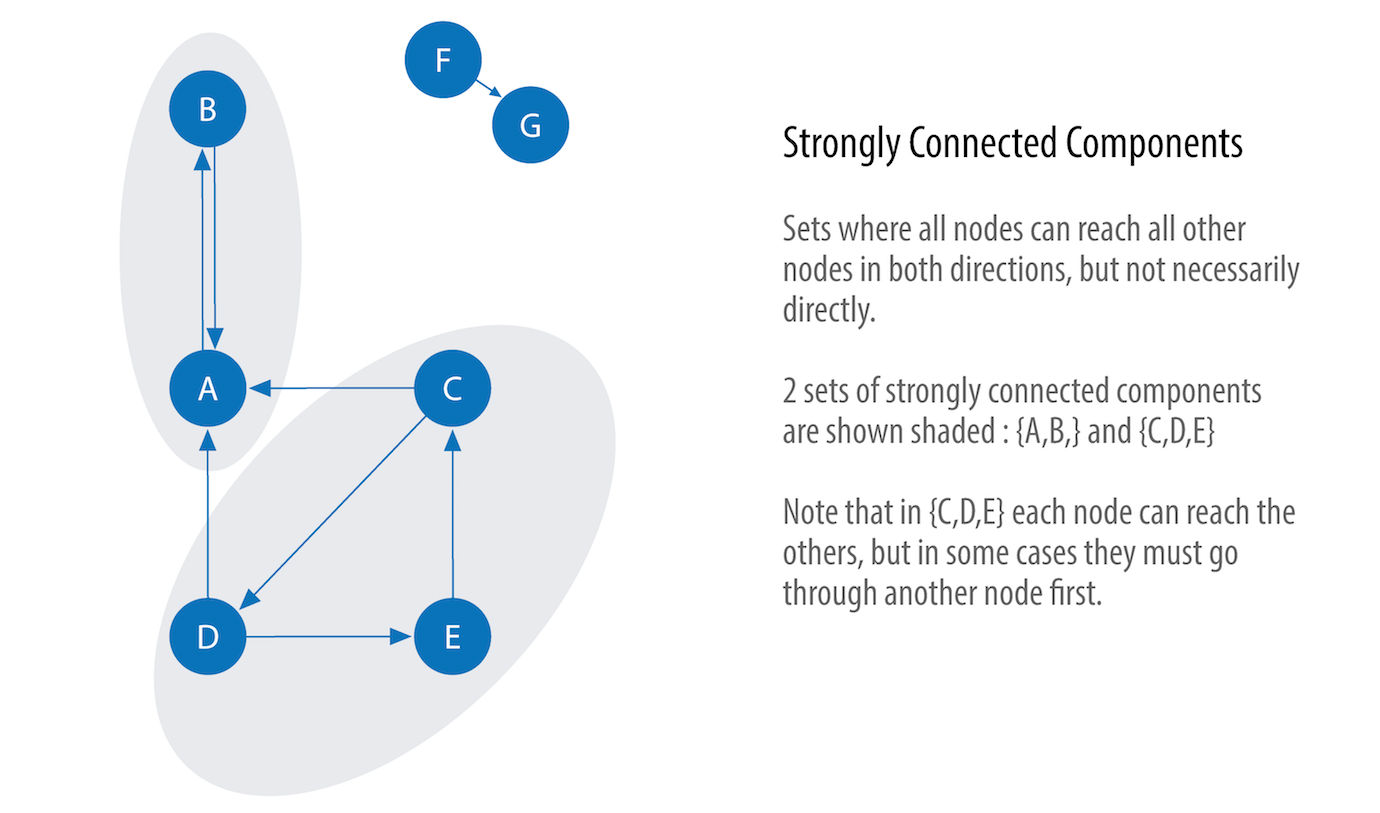 B
F
G
A
C
D
E
Strongly Connected Components
Sets where all nodes can reach all other
nodes in both directions, but not necessarily
directly.
2 sets of strongly connected components
are shown shaded : {A,B,} and {C,D,E}
Note that in {C,D,E} each node can reach the
others, but in some cases they must go
through another node first.